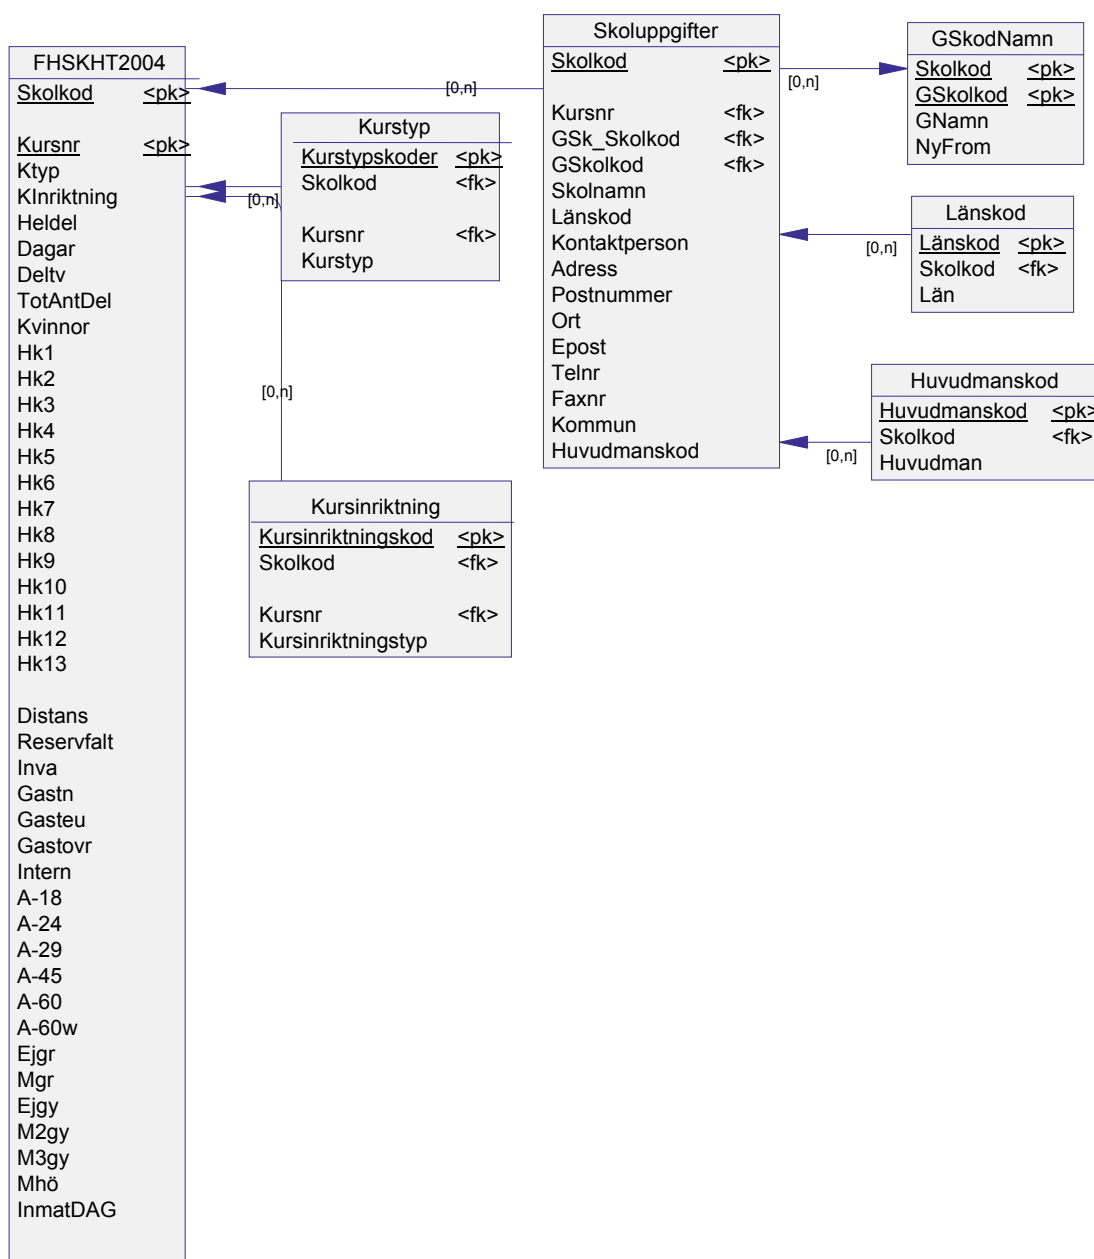 FHSKHT2004
Skolkod <pk>
Kursnr <pk>
Ktyp
KInriktning
Heldel
Dagar
Deltv
TotAntDel
Kvinnor
Hk1
Hk2
Hk3
Hk4
Hk5
Hk6
Hk7
Hk8
Hk9
Hk10
Hk11
Hk12
Hk13
Distans
Reservfalt
Inva
Gastn
Gasteu
Gastovr
Intern
A-18
A-24
A-29
A-45
A-60
A-60w
Ejgr
Mgr
Ejgy
M2gy
M3gy
Mhö
InmatDAG
[0,n]
Kurstyp
Kurstypskoder <pk>
Skolkod <fk>
Kursnr <fk>
Kurstyp
[0,n]
[0,n]
Kursinriktning
Kursinriktningskod <pk>
Skolkod <fk>
Kursnr <fk>
Kursinriktningstyp
Skoluppgifter
Skolkod <pk>
Kursnr <fk>
GSk_Skolkod <fk>
GSkolkod <fk>
Skolnamn
Länskod
Kontaktperson
Adress
Postnummer
Ort
Epost
Telnr
Faxnr
Kommun
Huvudmanskod
[0,n]
GSkodNamn
Skolkod <pk>
GSkolkod <pk>
GNamn
NyFrom
[0,n]
Länskod
Länskod <pk>
Skolkod <fk>
Län
[0,n]
Huvudmanskod
Huvudmanskod <pk>
Skolkod <fk>
Huvudman